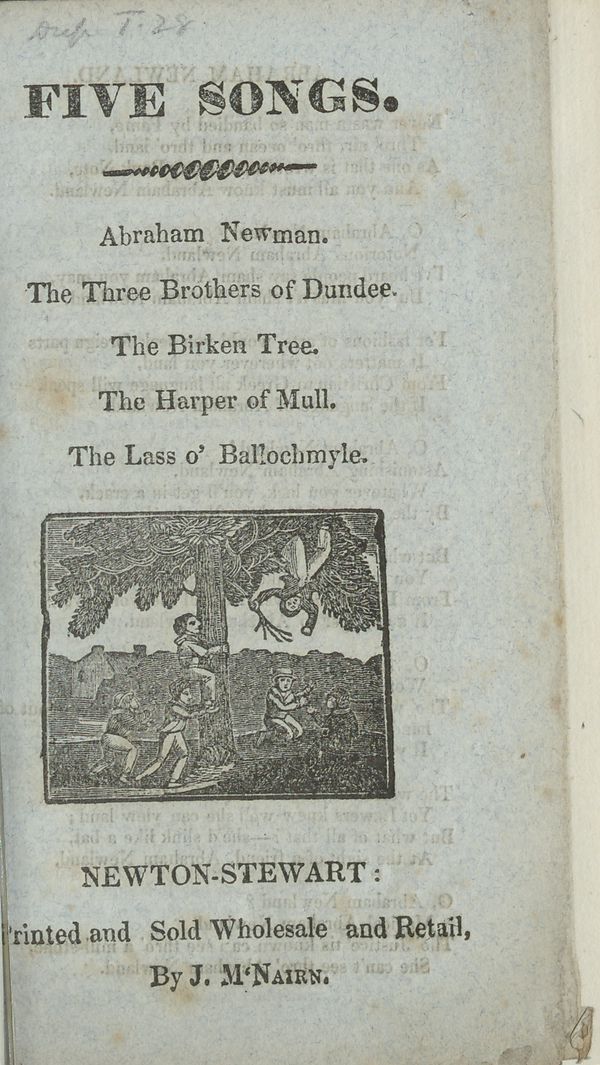 Dup T.28
FIVE SONGS.
Abraham Newman.
The Three Brothers of Dundee.
The Birken Tree.
The Harper of Mull.
The Lass o' Ballochmyle.
NEWTON-STEWART:
Printed and Sold Wholesale and Retail,
By J. M‘NAIRN.